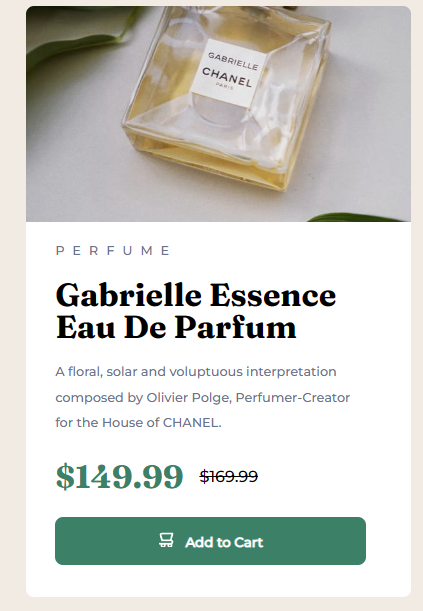 GABRIELLE
CHANEL
PARIS
PERFUME
Gabrielle Essence
Eau De Parfum
A floral, solar and voluptuous interpretation
composed by Olivier Polge, Perfumer-Creator
for the House of CHANEL.
$149.99 $169.99
Add to Cart